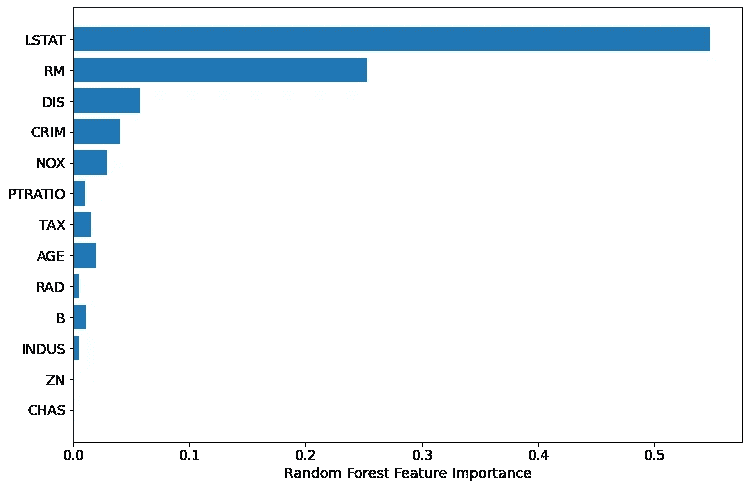 LSTAT
RM
DIS
CRIM
NOX
PTRATIO
TAX
AGE
RAD
B
INDUS
ZN
CHAS
0.0 0.1 0.2 0.3 0.4 0.5
Random Forest Feature Importance